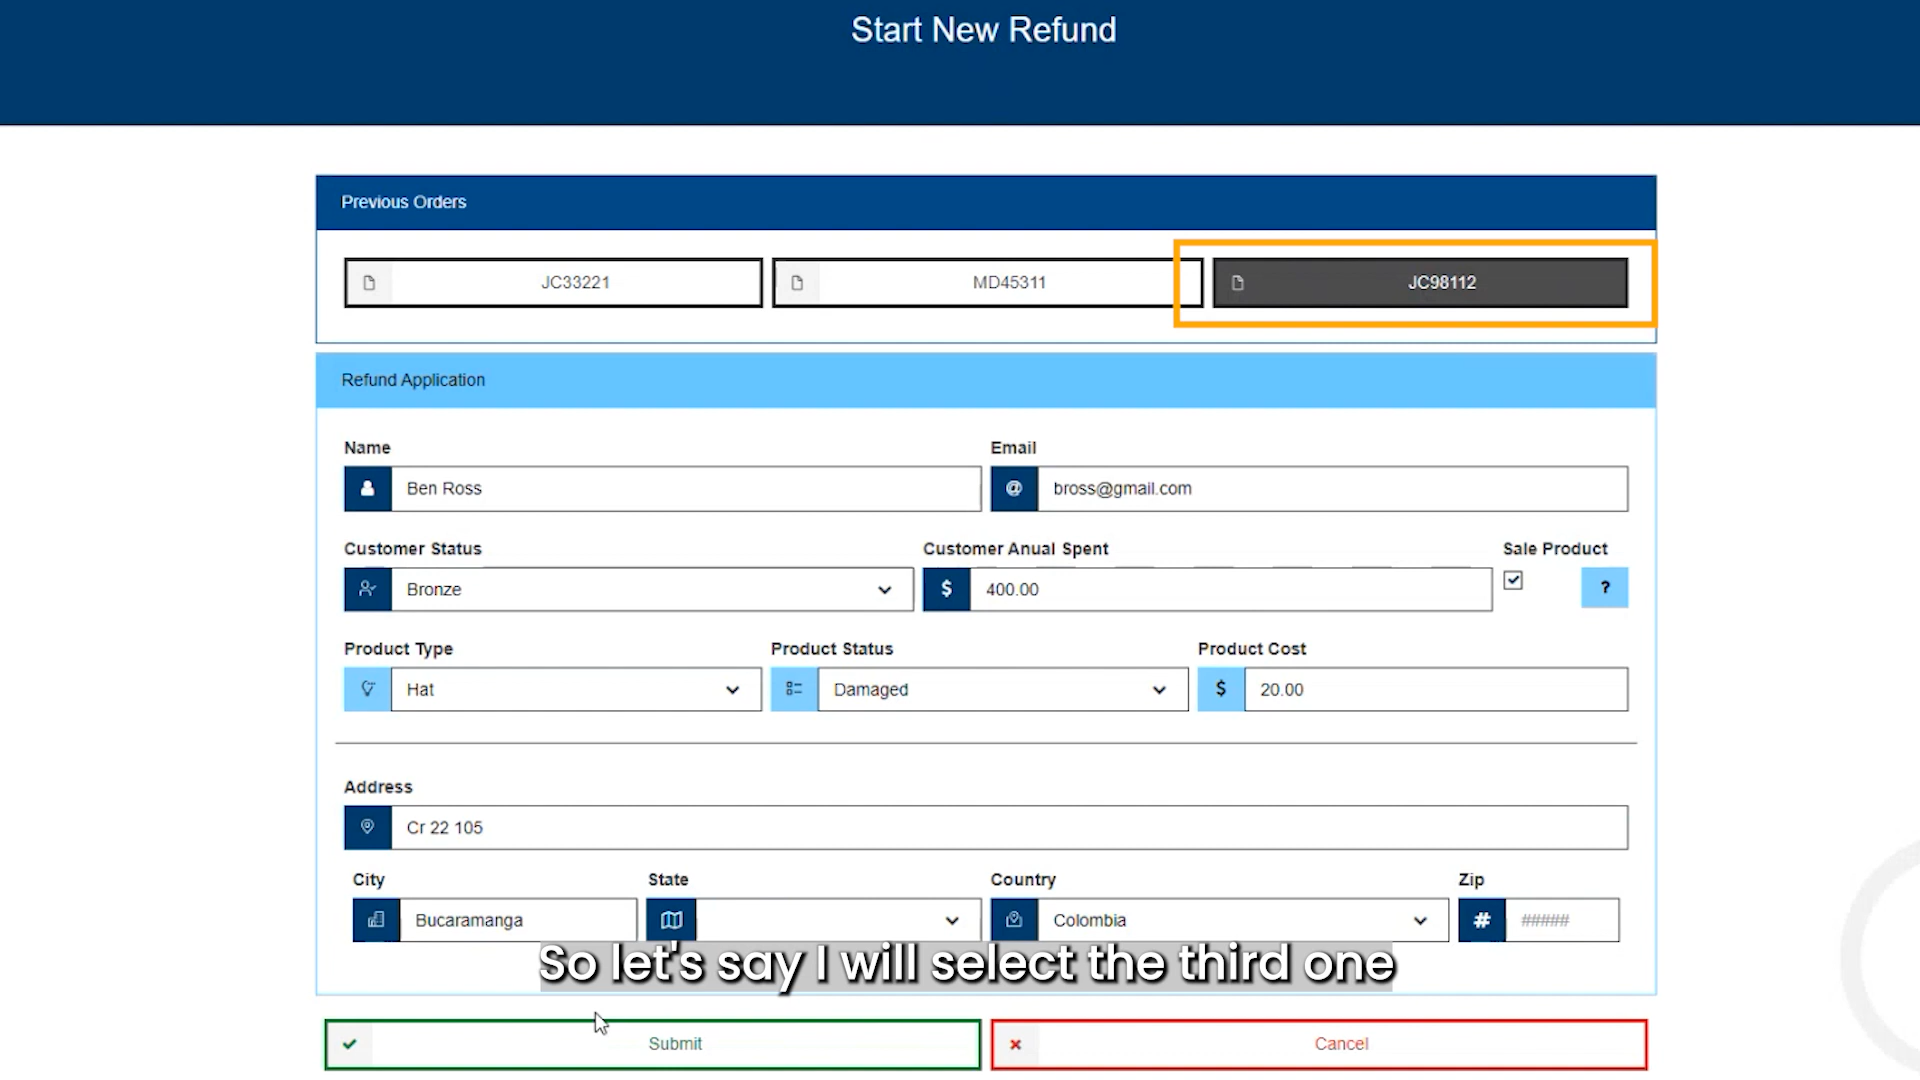 Start New Refund
Previous Orders
JC33221
MD45311
JC98112
Refund Application
Name
Email
Ben Ross
@ bross@gmail.com
Customer Status
Customer Anual Spent
Sale Product
Bronze
$ 400.00
?
Product Type
Product Status
Product Cost
Hat
Damaged
$ 20.00
Address
Cr 22 105
City
State
Country
Zip
Bucaramanga
Colombia
# #####
So let's say I will select the third one
Submit
Cancel